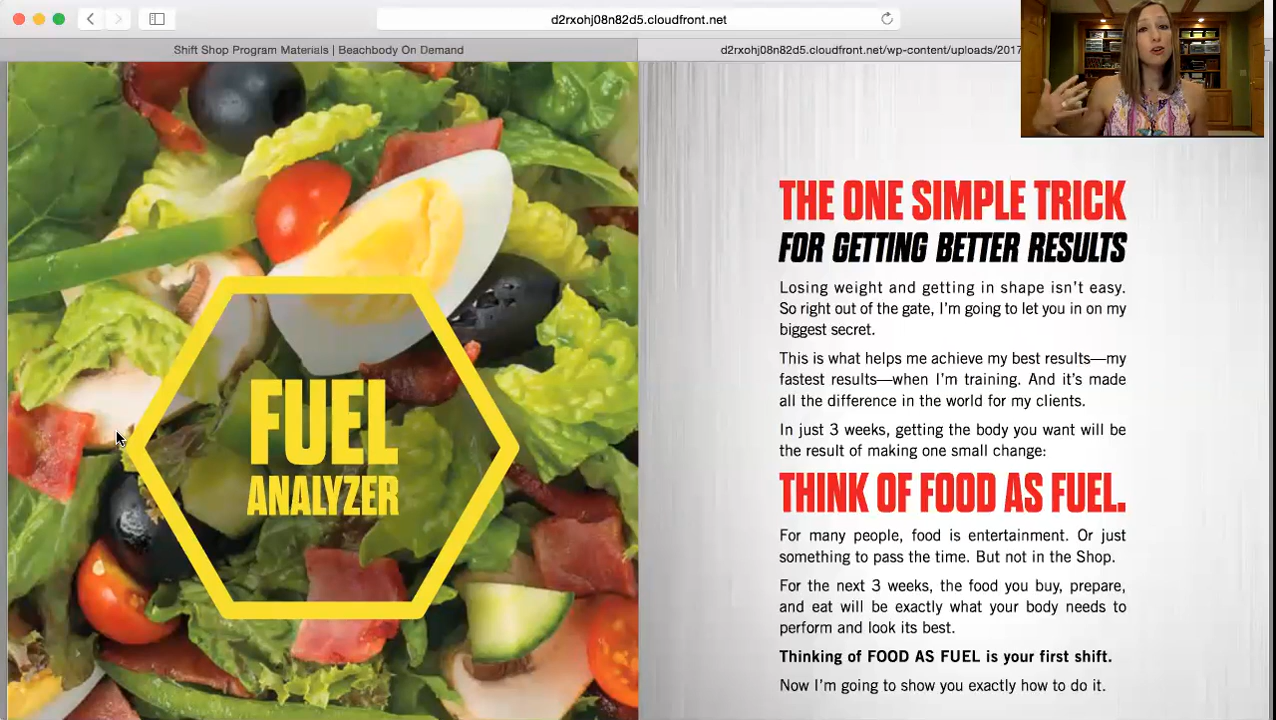 d2rxohj08n82d5.cloudfront.net
Shift Shop Program Materials | Beachbody On Demand
d2rxohj08n82d5.cloudfront.net/wp-content/uploads/2017
FUEL
ANALYZER
THE ONE SIMPLE TRICK
FOR GETTING BETTER RESULTS
Losing weight and getting in shape isn't easy.
So right out of the gate, I'm going to let you in on my
biggest secret.
This is what helps me achieve my best results—my
fastest results—when I'm training. And it's made
all the difference in the world for my clients.
In just 3 weeks, getting the body you want will be
the result of making one small change:
THINK OF FOOD AS FUEL.
For many people, food is entertainment. Or just
something to pass the time. But not in the Shop.
For the next 3 weeks, the food you buy, prepare,
and eat will be exactly what your body needs to
perform and look its best.
Thinking of FOOD AS FUEL is your first shift.
Now I'm going to show you exactly how to do it.